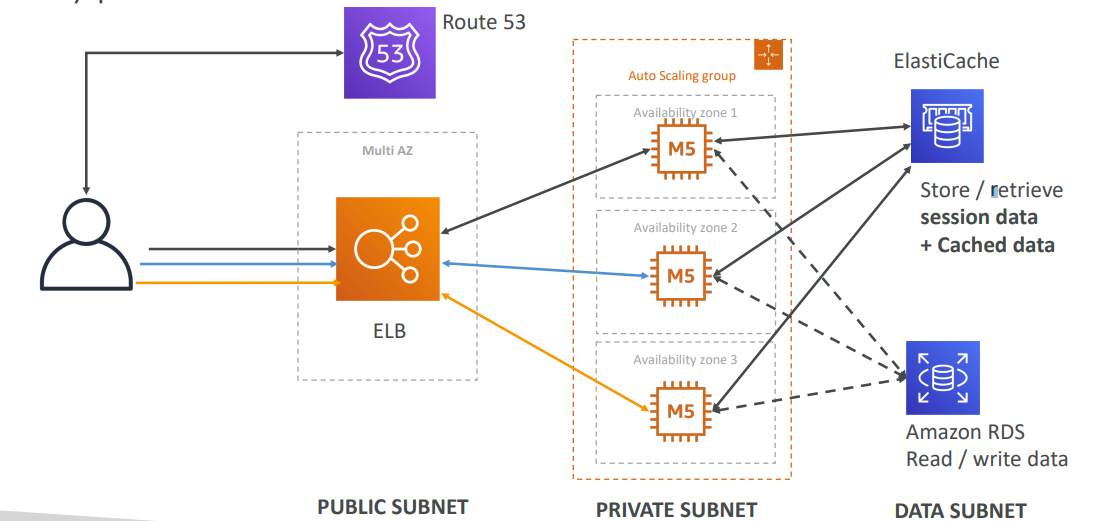 Route 53
53
ElastiCache
Auto Scaling group
Availability zone 1
M5
Multi AZ
Store / retrieve
session data
+ Cached data
Availability zone 2
M5
ELB
Availability zone 3
M5
Amazon RDS
Read / write data
PUBLIC SUBNET
PRIVATE SUBNET
DATA SUBNET